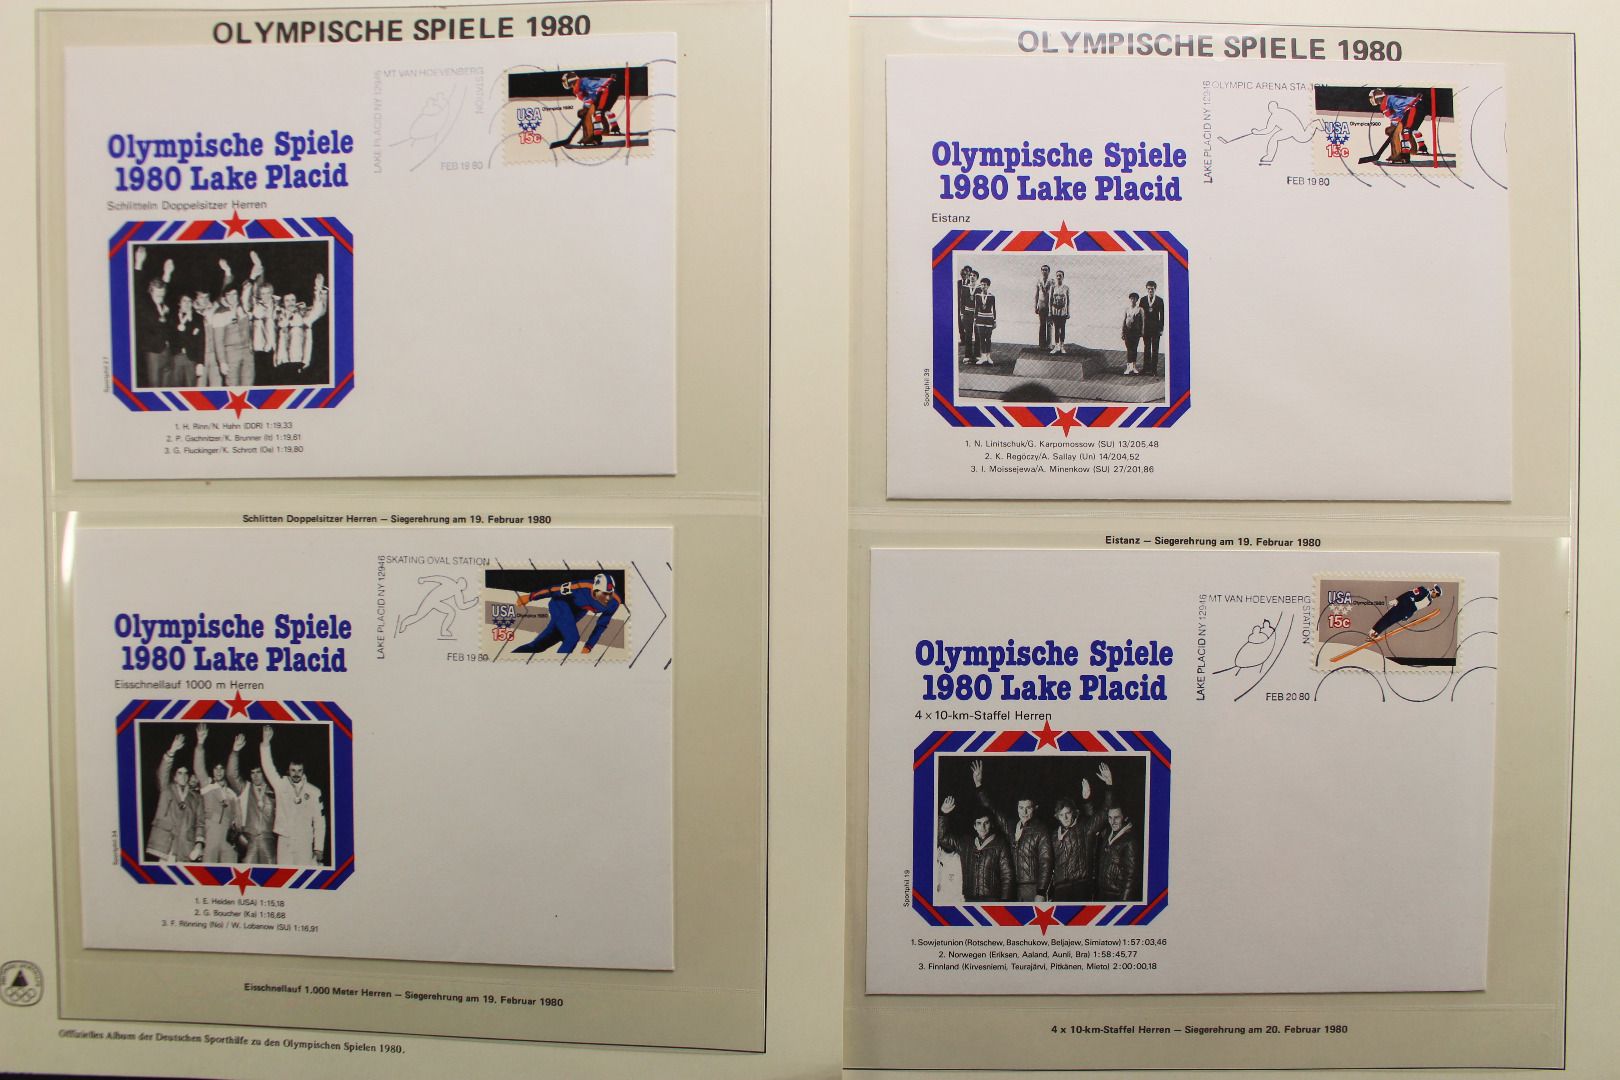 OLYMPISCHE SPIELE 1980
MT VAN HOEVENBERG
STATION
LAKE PLACID NY 12946
FEB 19 80
USA
Olympics 1980
15c
Olympische Spiele
1980 Lake Placid
Schlitteln Doppelsitzer Herren
Sportphil 27
1. H. Rinn/N. Hahn (DDR) 1:19,33
2. P. Gschnitzer/K. Brunner (It) 1:19,61
3. G. Fluckinger/K. Schrott (Oe) 1:19,80
Schlitten Doppelsitzer Herren – Siegerehrung am 19. Februar 1980
SKATING OVAL STATION
LAKE PLACID NY 12946
FEB 19 80
USA
Olympics 1980
15c
Olympische Spiele
1980 Lake Placid
Eisschnellauf 1000 m Herren
Sportphil 34
1. E. Heiden (USA) 1:15,18
2. G. Boucher (Ka) 1:16,68
3. F. Rönning (No) / W. Lobanow (SU) 1:16,91
Eisschnellauf 1.000 Meter Herren – Siegerehrung am 19. Februar 1980
Offizielles Album der Deutschen Sporthilfe zu den Olympischen Spielen 1980.
OLYMPISCHE SPIELE 1980
OLYMPIC ARENA STATION
LAKE PLACID NY 12946
FEB 19 80
USA
Olympics 1980
15c
Olympische Spiele
1980 Lake Placid
Eistanz
Sportphil 39
1. N. Linitschuk/G. Karpomossow (SU) 13/205,48
2. K. Regöczy/A. Sallay (Un) 14/204,52
3. I. Moissejewa/A. Minenkow (SU) 27/201,86
Eistanz – Siegerehrung am 19. Februar 1980
MT VAN HOEVENBERG
STATION
LAKE PLACID NY 12946
FEB 20 80
USA
Olympics 1980
15c
Olympische Spiele
1980 Lake Placid
4 x 10-km-Staffel Herren
Sportphil 19
1. Sowjetunion (Rotschew, Baschukow, Beljajew, Simiatow) 1:57:03,46
2. Norwegen (Eriksen, Aaland, Aunli, Bra) 1:58:45,77
3. Finnland (Kirvesniemi, Teurajärvi, Pitkänen, Mieto) 2:00:00,18
4 x 10-km-Staffel Herren – Siegerehrung am 20. Februar 1980